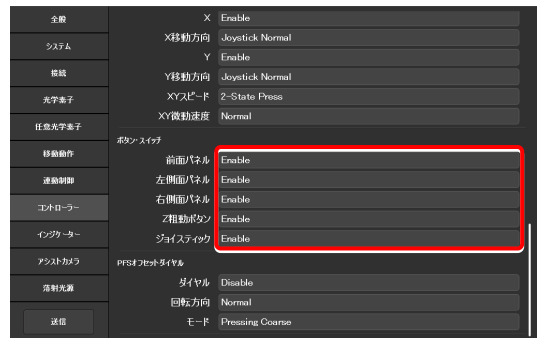 全般
システム
接続
光学素子
任意光学素子
移動動作
連動制御
コントローラー
インジケーター
アシストカメラ
落射光源
送信
X Enable
X移動方向 Joystick Normal
Y Enable
Y移動方向 Joystick Normal
XYスピード 2-State Press
XY微動速度 Normal
ボタン・スイッチ
前面パネル Enable
左側面パネル Enable
右側面パネル Enable
Z粗動ボタン Enable
ジョイスティック Enable
PFSオフセットダイヤル
ダイヤル Disable
回転方向 Normal
モード Pressing Coarse